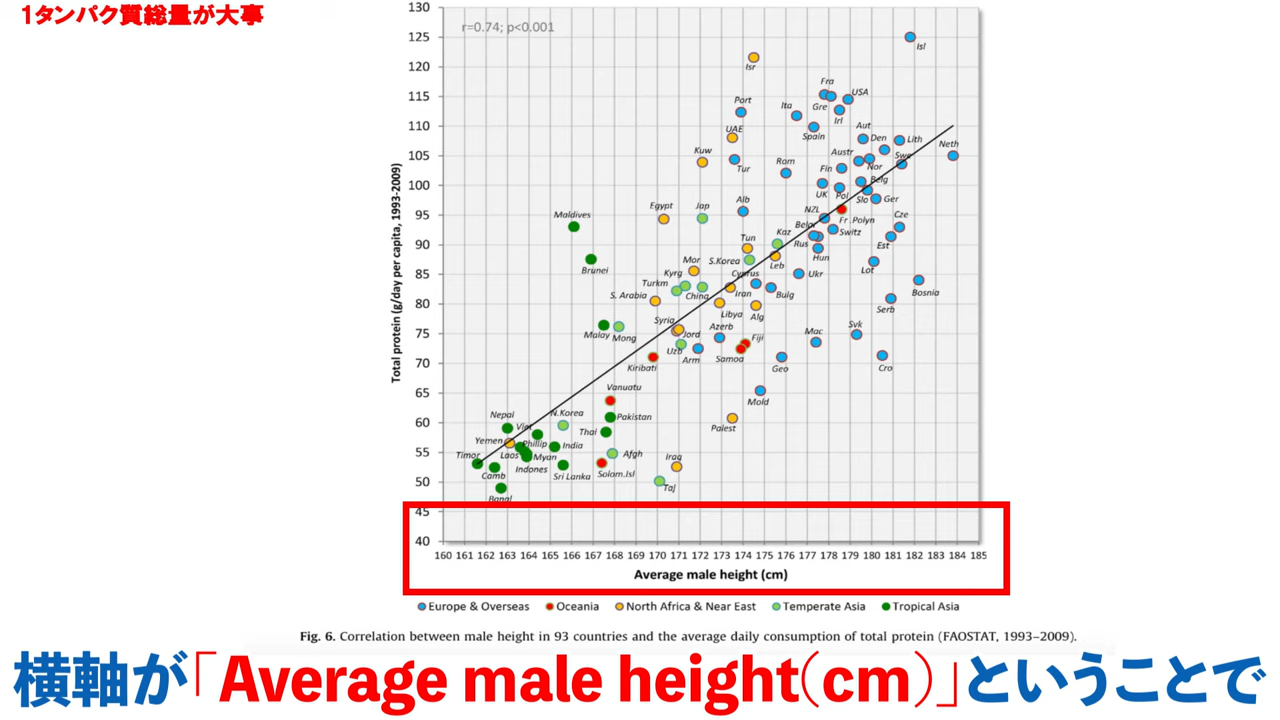 1タンパク質総量が大事
r=0.74; p<0.001
Total protein (g/day per capita, 1993-2009)
130
125
120
115
110
105
100
95
90
85
80
75
70
65
60
55
50
45
40
Isl
Isr
Fra
USA
Port
Ita
Gre
Irl
UAE
Spain
Aut
Den
Lith
Neth
Kuw
Tur
Rom
Austr
Swe
Fin
Nor
Belg
UK
Pol
Slo
Ger
Egypt
Jap
Alb
NZL
Fr.Polyn
Cze
Maldives
Belar
Switz
Tun
Kaz
Rus
Est
Brunei
Mor
S.Korea
Leb
Hun
Lot
Kyrg
Cyprus
Turkm
Ukr
S. Arabia
China
Iran
Bulg
Bosnia
Libya
Alg
Serb
Syria
Azerb
Malay
Mong
Jord
Fiji
Mac
Svk
Uzb
Arm
Samoa
Kiribati
Geo
Cro
Vanuatu
Mold
Nepal
N.Korea
Pakistan
Palest
Thai
Yemen
Phillip
India
Timor
Laos
Myan
Afgh
Iraq
Camb
Indones
Sri Lanka
Solom.Isl
Taj
160 161 162 163 164 165 166 167 168 169 170 171 172 173 174 175 176 177 178 179 180 181 182 183 184 185
Average male height (cm)
Europe & Overseas Oceania North Africa & Near East Temperate Asia Tropical Asia
Fig. 6. Correlation between male height in 93 countries and the average daily consumption of total protein (FAOSTAT, 1993–2009).
横軸が「Average male height(cm)」ということで